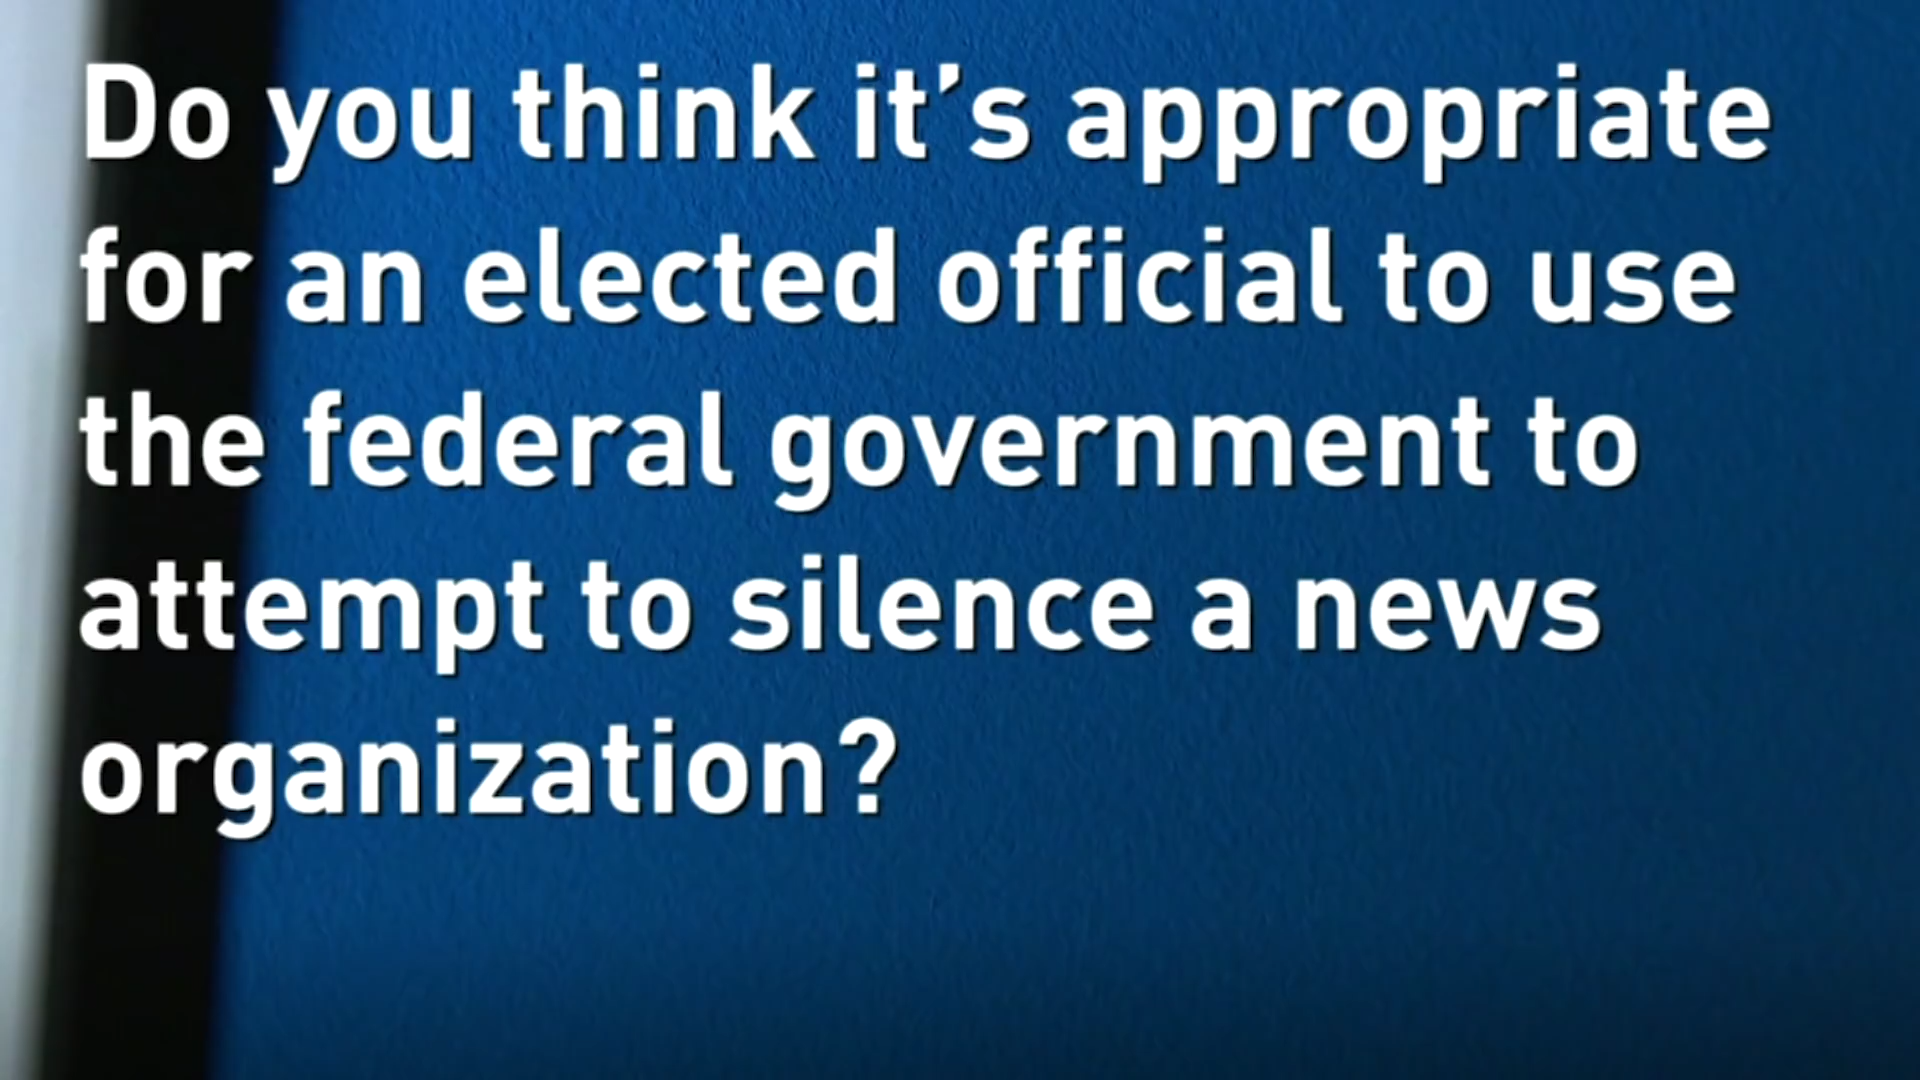 Do you think it’s appropriate
for an elected official to use
the federal government to
attempt to silence a news
organization?